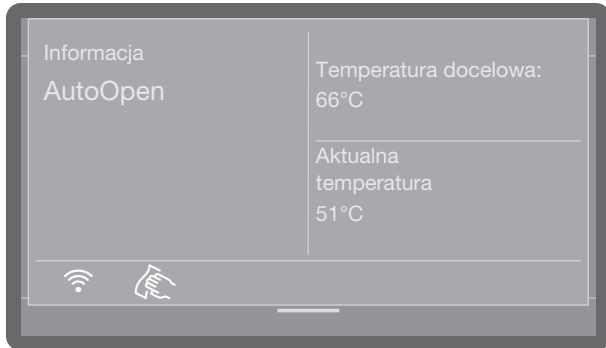 Informacja
AutoOpen
Temperatura docelowa:
66°C
Aktualna
temperatura
51°C